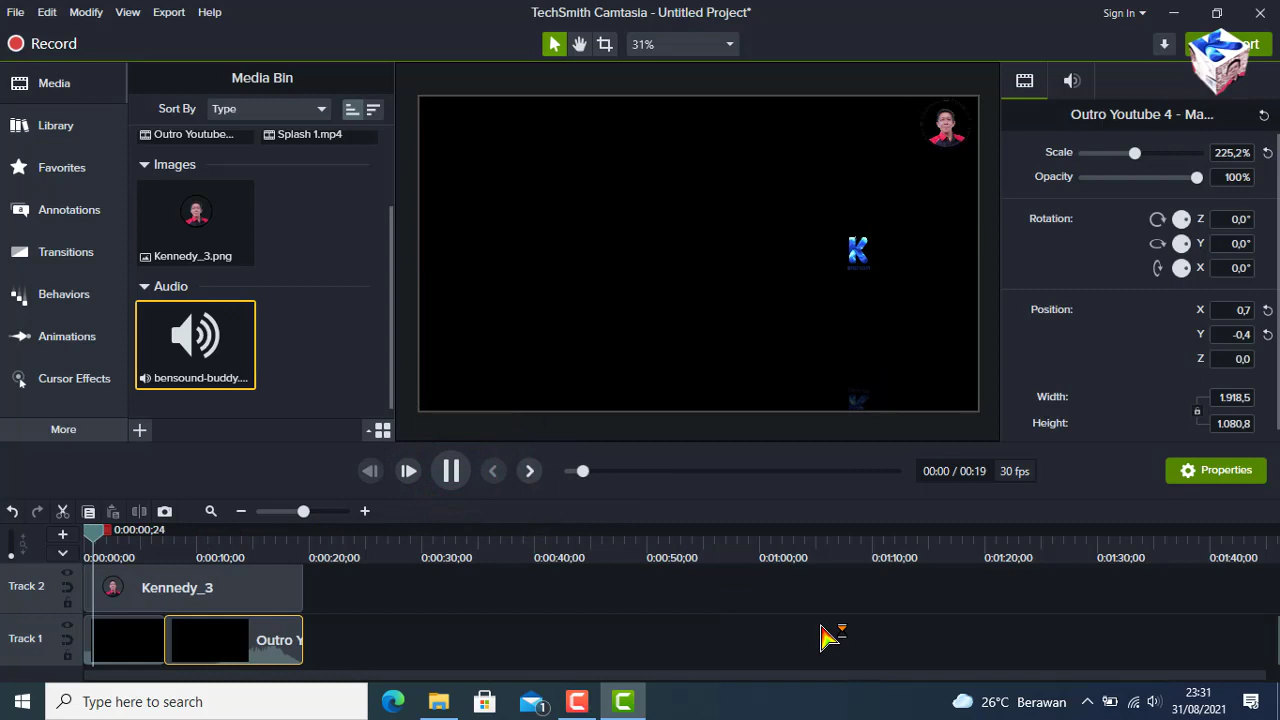 File Edit Modify View Export Help
TechSmith Camtasia - Untitled Project*
Sign In
Record
31%
Media
Library
Favorites
Annotations
Transitions
Behaviors
Animations
Cursor Effects
More
Media Bin
Sort By Type
Outro Youtube... Splash 1.mp4
Images
Kennedy_3.png
Audio
bensound-buddy....
K
Outro Youtube 4 - Ma...
Scale 225,2%
Opacity 100%
Rotation: Z 0,0°
Y 0,0°
X 0,0°
Position: X 0,7
Y -0,4
Z 0,0
Width: 1.918,5
Height: 1.080,8
00:00 / 00:19 30 fps
Properties
0:00:00;24
0:00:00;00 0:00:10;00 0:00:20;00 0:00:30;00 0:00:40;00 0:00:50;00 0:01:00;00 0:01:10;00 0:01:20;00 0:01:30;00 0:01:40;00
Track 2 Kennedy_3
Track 1 Outro Y
Type here to search
1
26°C Berawan
23:31
31/08/2021